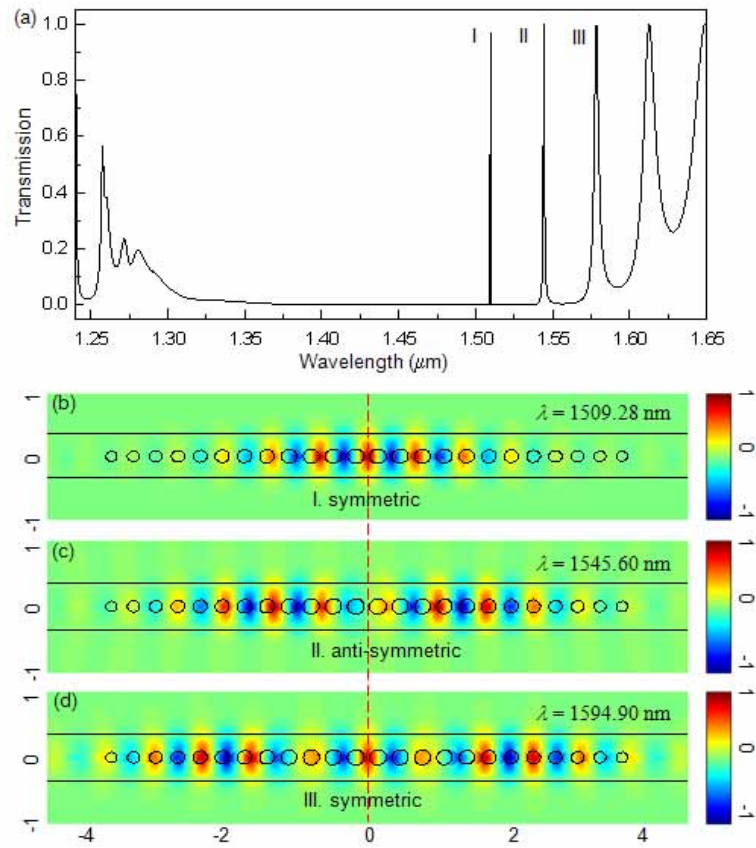 (a)
1.0
0.8
0.6
0.4
0.2
0.0
Transmission
I II III
1.25 1.30 1.35 1.40 1.45 1.50 1.55 1.60 1.65
Wavelength (μm)
(b)
λ = 1509.28 nm
I. symmetric
1 0 -1
1 0 -1
(c)
λ = 1545.60 nm
II. anti-symmetric
1 0 -1
1 0 -1
(d)
λ = 1594.90 nm
III. symmetric
1 0 -1
1 0 -1
-4 -2 0 2 4